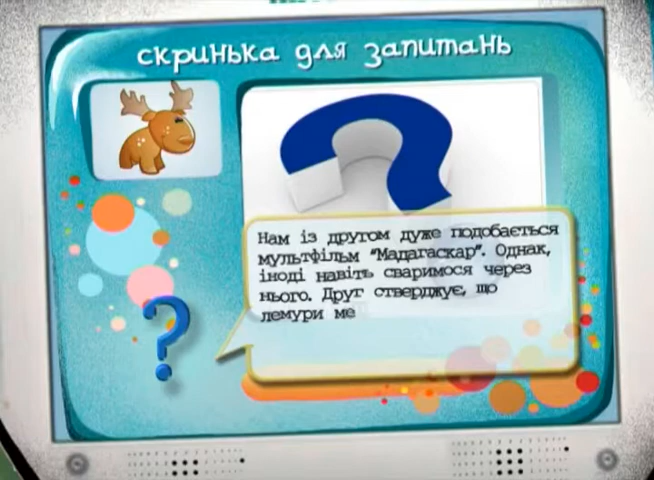 скринька для запитань
Нам із другом дуже подобається
мультфільм "Мадагаскар". Однак,
іноді навіть сваримося через
нього. Друг стверджує, що
лемури ме